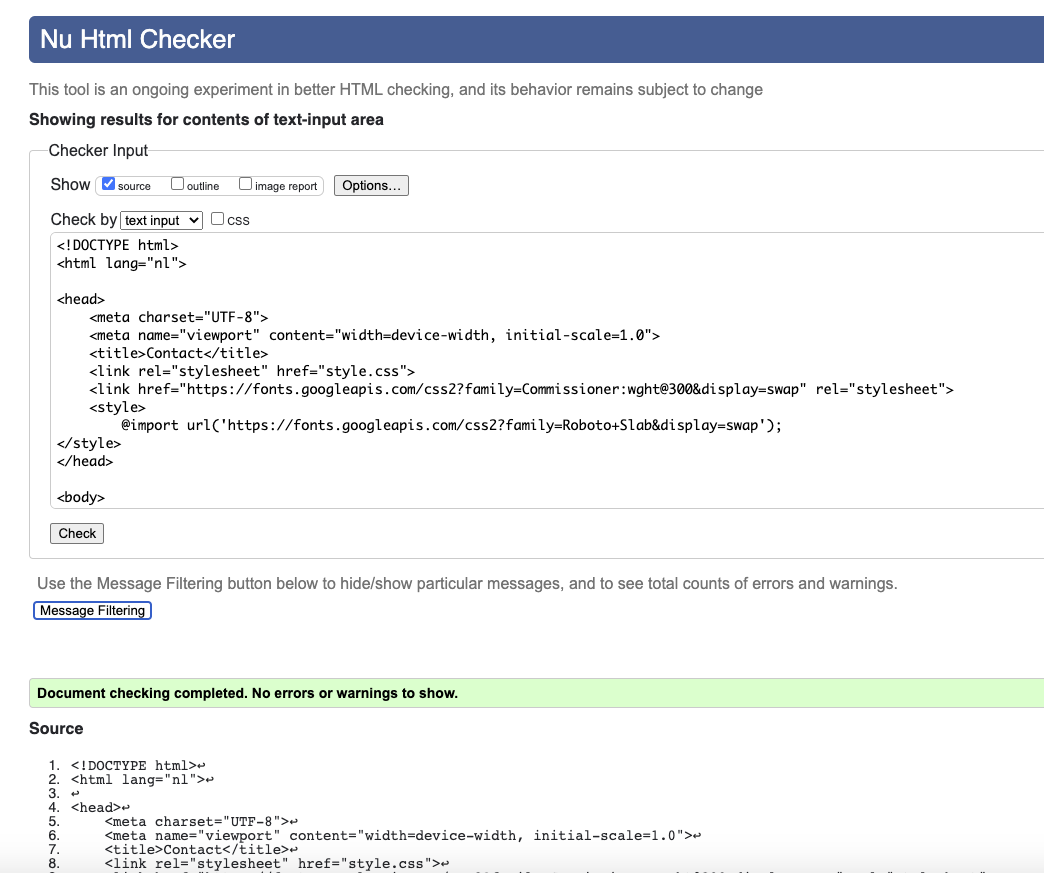 Nu Html Checker
This tool is an ongoing experiment in better HTML checking, and its behavior remains subject to change
Showing results for contents of text-input area
Checker Input
Show source outline image report Options...
Check by text input css
<!DOCTYPE html>
<html lang="nl">
<head>
<meta charset="UTF-8">
<meta name="viewport" content="width=device-width, initial-scale=1.0">
<title>Contact</title>
<link rel="stylesheet" href="style.css">
<link href="https://fonts.googleapis.com/css2?family=Commissioner:wght@300&display=swap" rel="stylesheet">
<style>
@import url('https://fonts.googleapis.com/css2?family=Roboto+Slab&display=swap');
</style>
</head>
<body>
Check
Use the Message Filtering button below to hide/show particular messages, and to see total counts of errors and warnings.
Message Filtering
Document checking completed. No errors or warnings to show.
Source
1. <!DOCTYPE html>↩
2. <html lang="nl">↩
3. ↩
4. <head>↩
5. <meta charset="UTF-8">↩
6. <meta name="viewport" content="width=device-width, initial-scale=1.0">↩
7. <title>Contact</title>↩
8. <link rel="stylesheet" href="style.css">↩